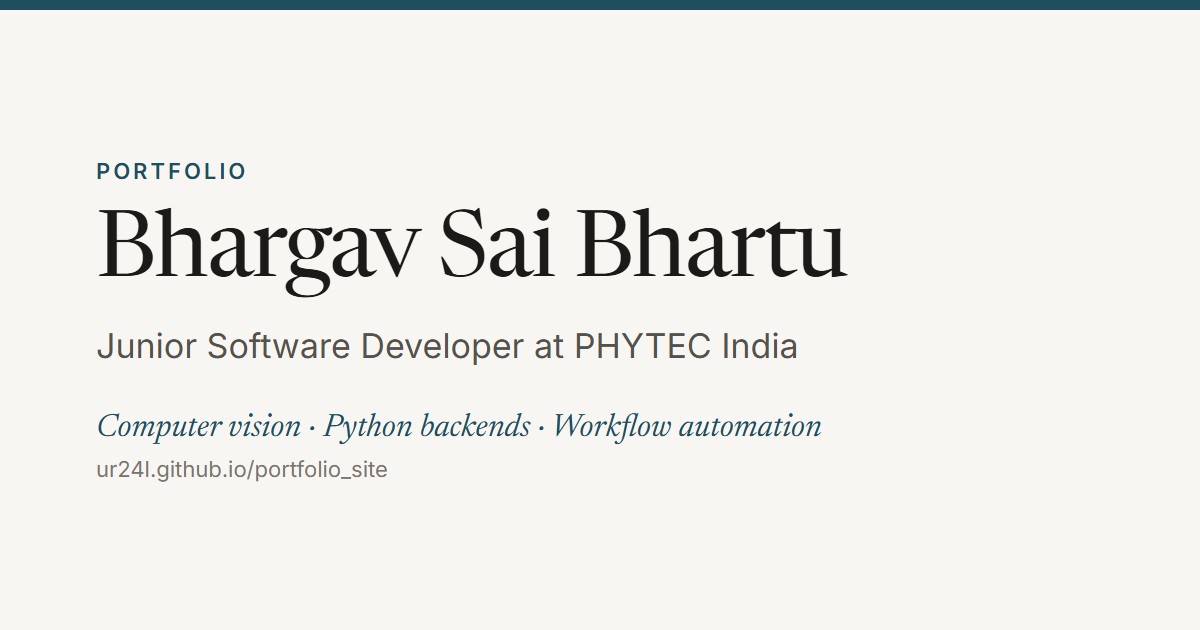 PORTFOLIO
Bhargav Sai Bhartu
Junior Software Developer at PHYTEC India
Computer vision · Python backends · Workflow automation
ur24l.github.io/portfolio_site